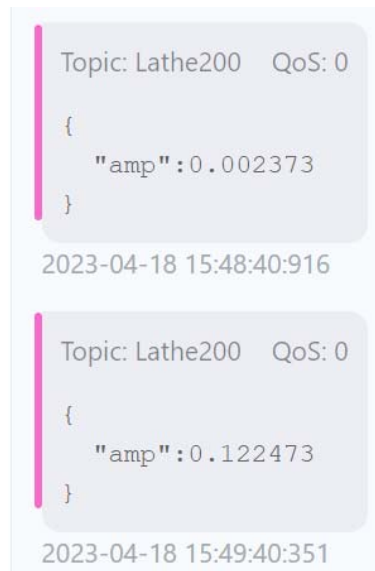 Topic: Lathe200 QoS: 0
{
"amp":0.002373
}
2023-04-18 15:48:40:916
Topic: Lathe200 QoS: 0
{
"amp":0.122473
}
2023-04-18 15:49:40:351